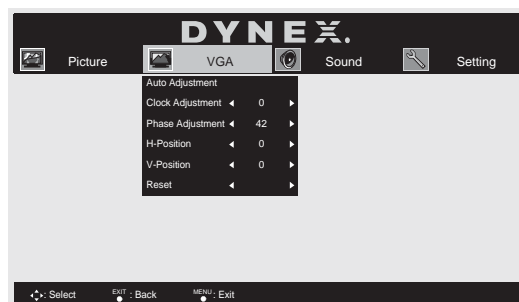 DYNEX.
Picture VGA Sound Setting
Auto Adjustment
Clock Adjustment 0
Phase Adjustment 42
H-Position 0
V-Position 0
Reset
: Select EXIT : Back MENU : Exit